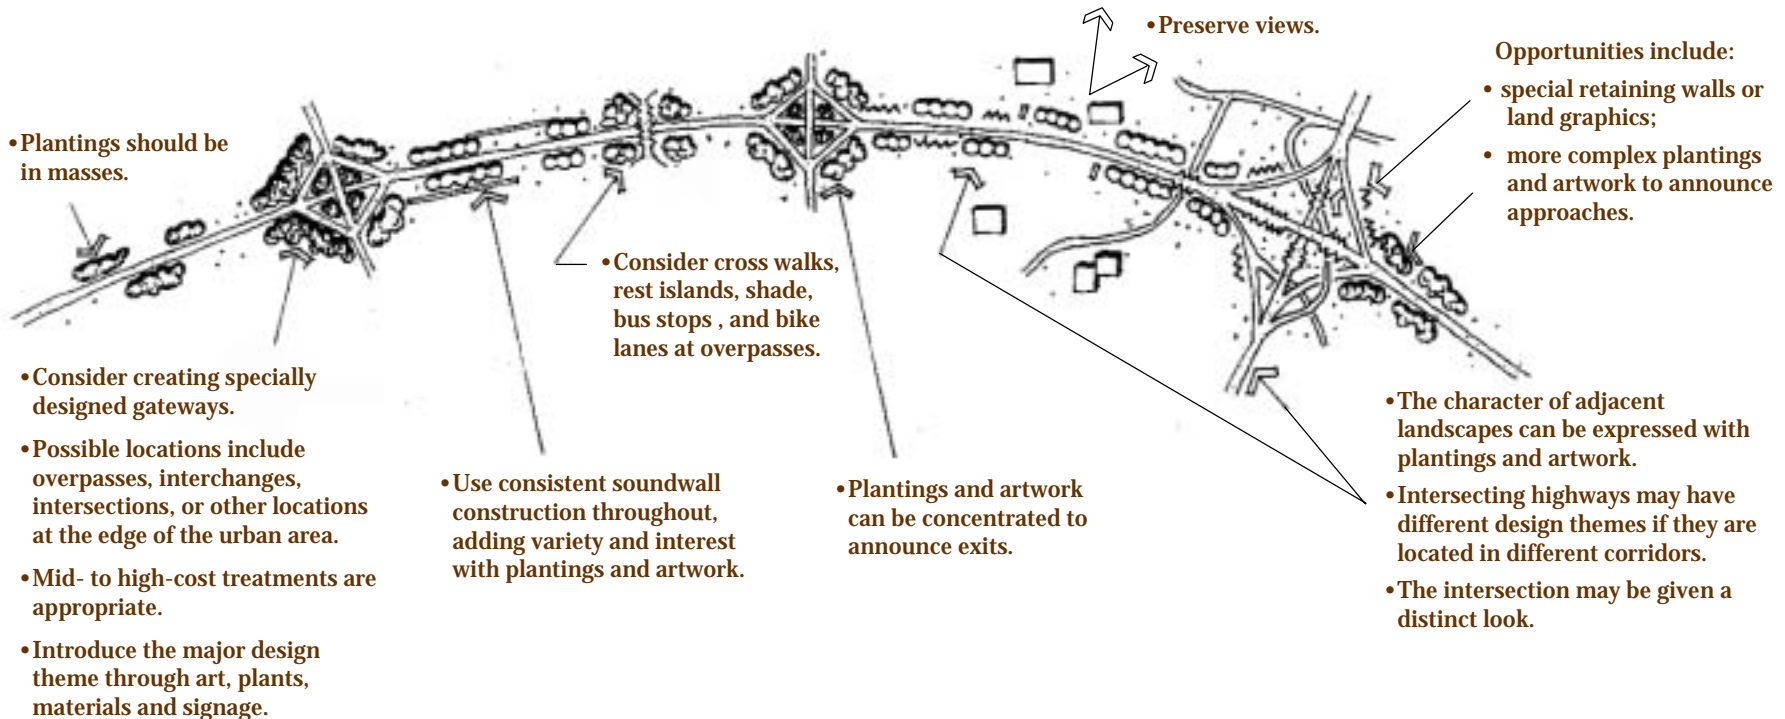 •Plantings should be
in masses.
•Consider creating specially
designed gateways.
•Possible locations include
overpasses, interchanges,
intersections, or other locations
at the edge of the urban area.
•Mid- to high-cost treatments are
appropriate.
•Introduce the major design
theme through art, plants,
materials and signage.
•Use consistent soundwall
construction throughout,
adding variety and interest
with plantings and artwork.
•Consider cross walks,
rest islands, shade,
bus stops , and bike
lanes at overpasses.
•Plantings and artwork
can be concentrated to
announce exits.
•Preserve views.
Opportunities include:
• special retaining walls or
land graphics;
• more complex plantings
and artwork to announce
approaches.
•The character of adjacent
landscapes can be expressed with
plantings and artwork.
•Intersecting highways may have
different design themes if they are
located in different corridors.
•The intersection may be given a
distinct look.